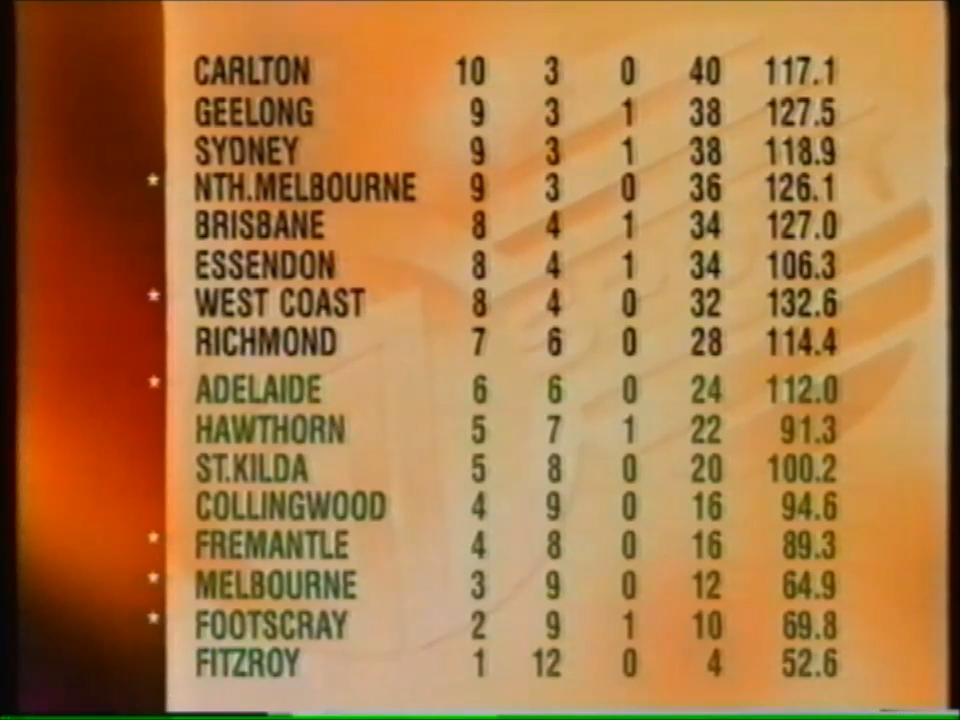 CARLTON 10 3 0 40 117.1
GEELONG 9 3 1 38 127.5
SYDNEY 9 3 1 38 118.9
* NTH.MELBOURNE 9 3 0 36 126.1
BRISBANE 8 4 1 34 127.0
ESSENDON 8 4 1 34 106.3
* WEST COAST 8 4 0 32 132.6
RICHMOND 7 6 0 28 114.4
* ADELAIDE 6 6 0 24 112.0
HAWTHORN 5 7 1 22 91.3
ST.KILDA 5 8 0 20 100.2
COLLINGWOOD 4 9 0 16 94.6
* FREMANTLE 4 8 0 16 89.3
* MELBOURNE 3 9 0 12 64.9
* FOOTSCRAY 2 9 1 10 69.8
FITZROY 1 12 0 4 52.6